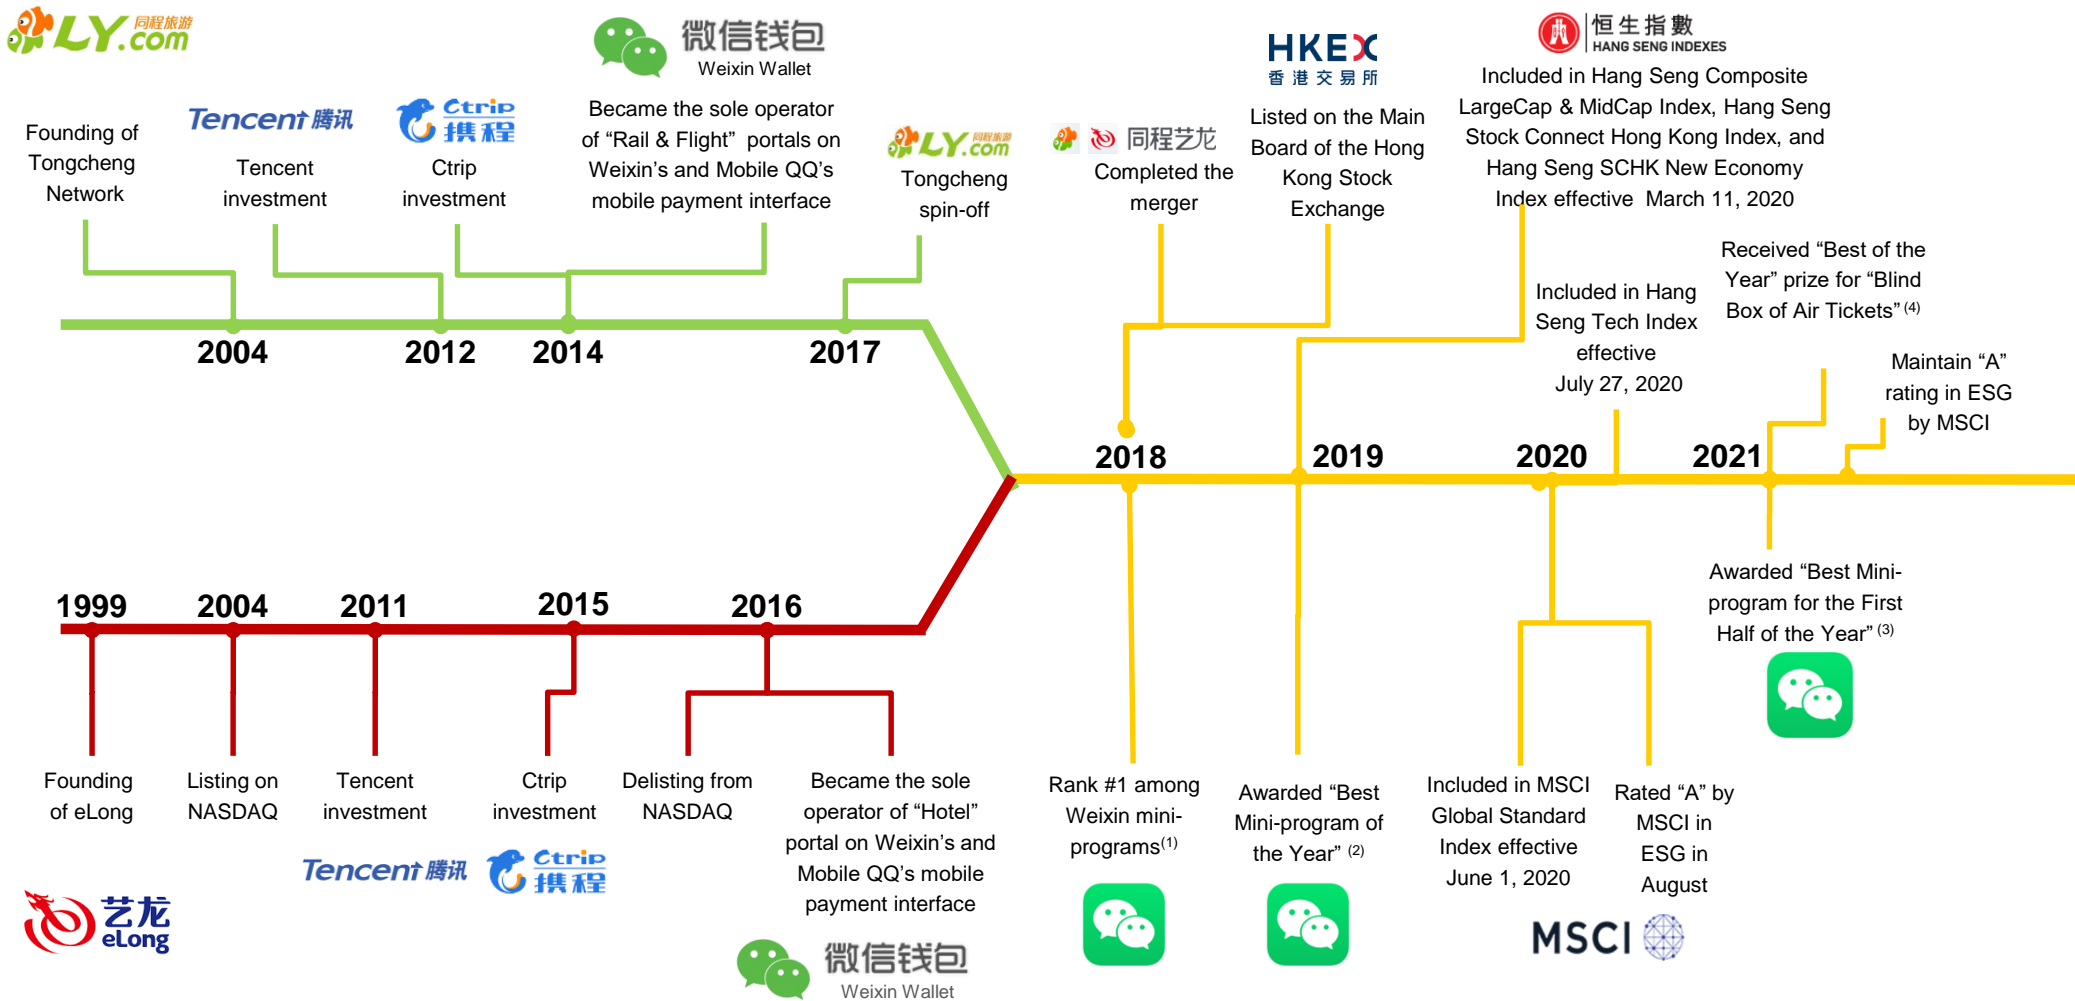 LY.com 同程旅游
Founding of
Tongcheng
Network
Tencent 腾讯
Tencent
investment
Ctrip
携程
Ctrip
investment
微信钱包
Weixin Wallet
Became the sole operator
of “Rail & Flight” portals on
Weixin’s and Mobile QQ’s
mobile payment interface
LY.com 同程旅游
Tongcheng
spin-off
同程艺龙
Completed the
merger
HKEX
香港交易所
Listed on the Main
Board of the Hong
Kong Stock
Exchange
恒生指數
HANG SENG INDEXES
Included in Hang Seng Composite
LargeCap & MidCap Index, Hang Seng
Stock Connect Hong Kong Index, and
Hang Seng SCHK New Economy
Index effective March 11, 2020
Included in Hang
Seng Tech Index
effective
July 27, 2020
Received “Best of the
Year” prize for “Blind
Box of Air Tickets” (4)
Maintain “A”
rating in ESG
by MSCI
2004
2012
2014
2017
2018
2019
2020
2021
1999
2004
2011
2015
2016
Founding
of eLong
艺龙
eLong
Listing on
NASDAQ
Tencent
investment
Tencent 腾讯
Ctrip
investment
Ctrip
携程
Delisting from
NASDAQ
Became the sole
operator of “Hotel”
portal on Weixin’s and
Mobile QQ’s mobile
payment interface
微信钱包
Weixin Wallet
Rank #1 among
Weixin mini-
programs(1)
Awarded “Best
Mini-program of
the Year” (2)
Included in MSCI
Global Standard
Index effective
June 1, 2020
Rated “A” by
MSCI in
ESG in
August
MSCI
Awarded “Best Mini-
program for the First
Half of the Year” (3)